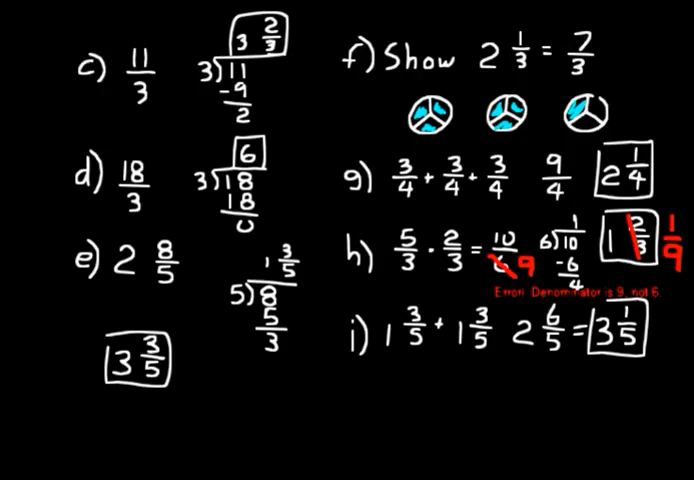 c) 11/3 3)11 3 2/3
-9
2
d) 18/3 3)18 6
18
0
e) 2 8/5 5)8 1 3/5
5
3
3 3/5
f) Show 2 1/3 = 7/3
g) 3/4 + 3/4 + 3/4 9/4 2 1/4
h) 5/3 · 2/3 = 10/6 9 6)10 1 1 2/3 1/9
-6
4
Error! Denominator is 9, not 6.
i) 1 3/5 + 1 3/5 2 6/5 = 3 1/5